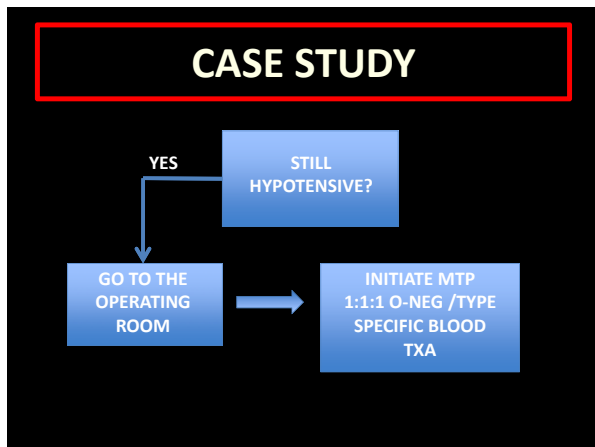 CASE STUDY
YES
STILL
HYPOTENSIVE?
GO TO THE
OPERATING
ROOM
INITIATE MTP
1:1:1 O-NEG /TYPE
SPECIFIC BLOOD
TXA